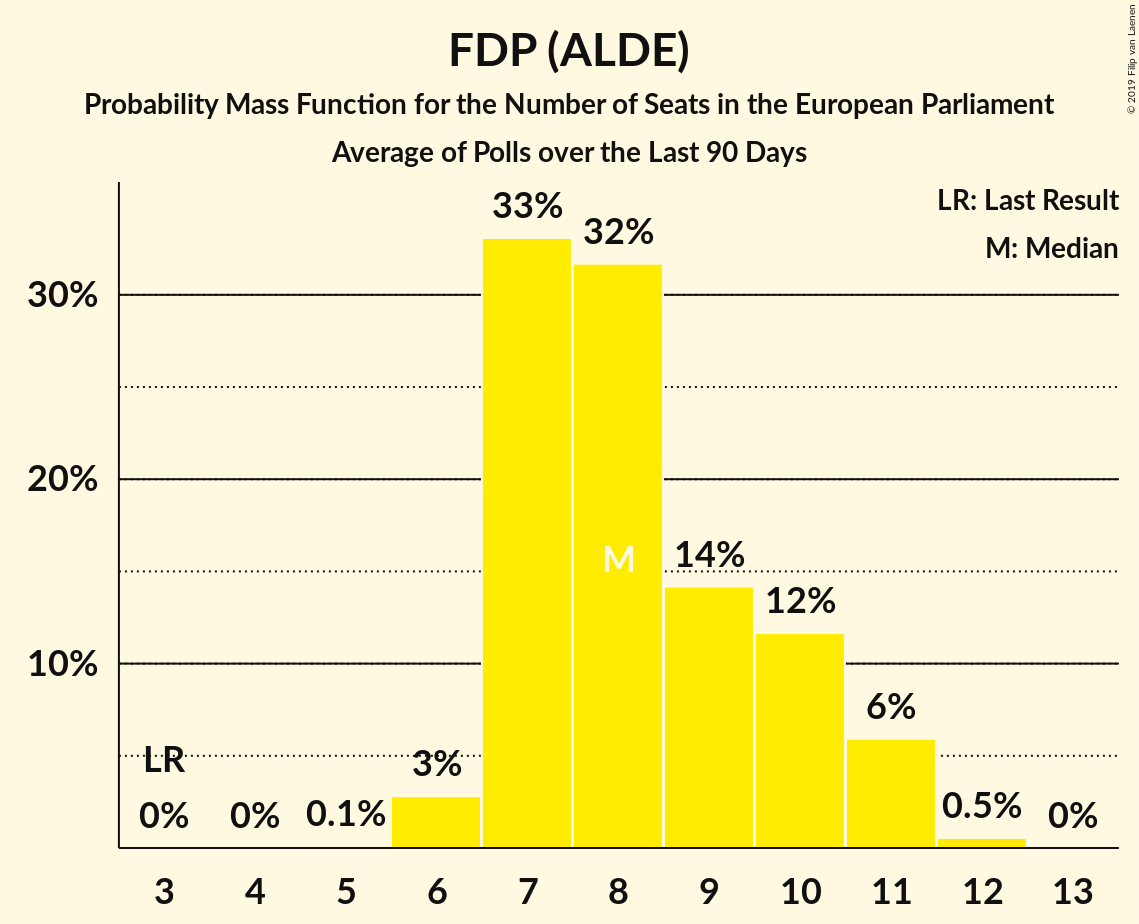 FDP (ALDE)
Probability Mass Function for the Number of Seats in the European Parliament
Average of Polls over the Last 90 Days
© 2019 Filip van Laenen
LR: Last Result
M: Median
33%
32%
30%
20%
M
14%
12%
10%
6%
LR
3%
0%
0%
0.1%
0.5%
0%
3 4 5 6 7 8 9 10 11 12 13